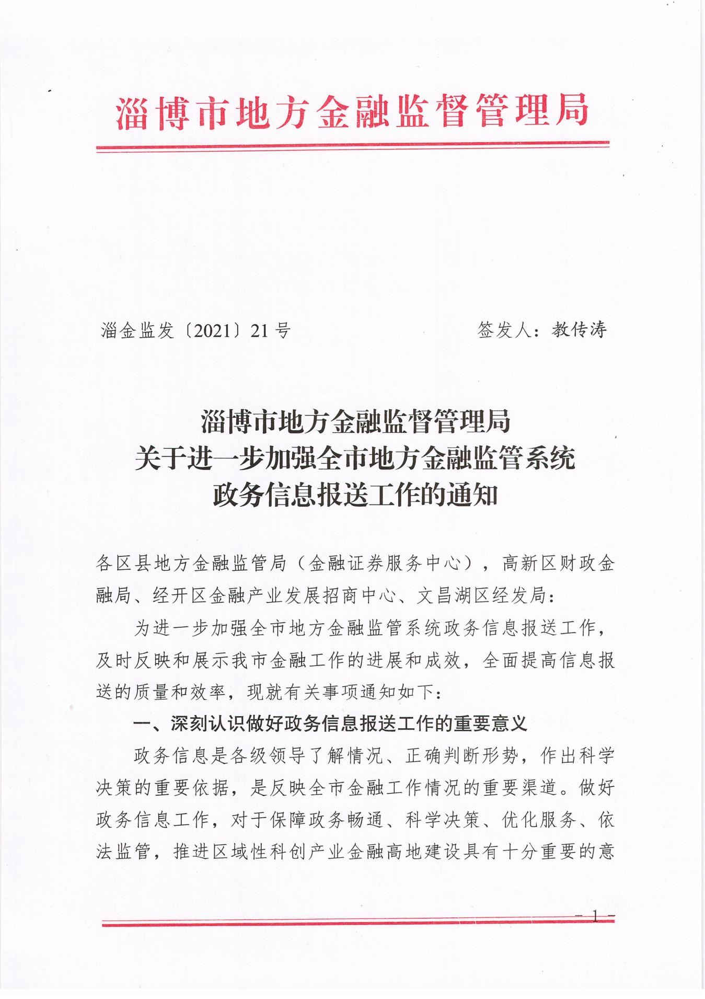 淄博市地方金融监督管理局
淄金监发〔2021〕21号
签发人：教传涛
淄博市地方金融监督管理局
关于进一步加强全市地方金融监管系统
政务信息报送工作的通知
各区县地方金融监管局（金融证券服务中心），高新区财政金
融局、经开区金融产业发展招商中心、文昌湖区经发局：
为进一步加强全市地方金融监管系统政务信息报送工作，
及时反映和展示我市金融工作的进展和成效，全面提高信息报
送的质量和效率，现就有关事项通知如下：
一、深刻认识做好政务信息报送工作的重要意义
政务信息是各级领导了解情况、正确判断形势，作出科学
决策的重要依据，是反映全市金融工作情况的重要渠道。做好
政务信息工作，对于保障政务畅通、科学决策、优化服务、依
法监管，推进区域性科创产业金融高地建设具有十分重要的意
- 1 -